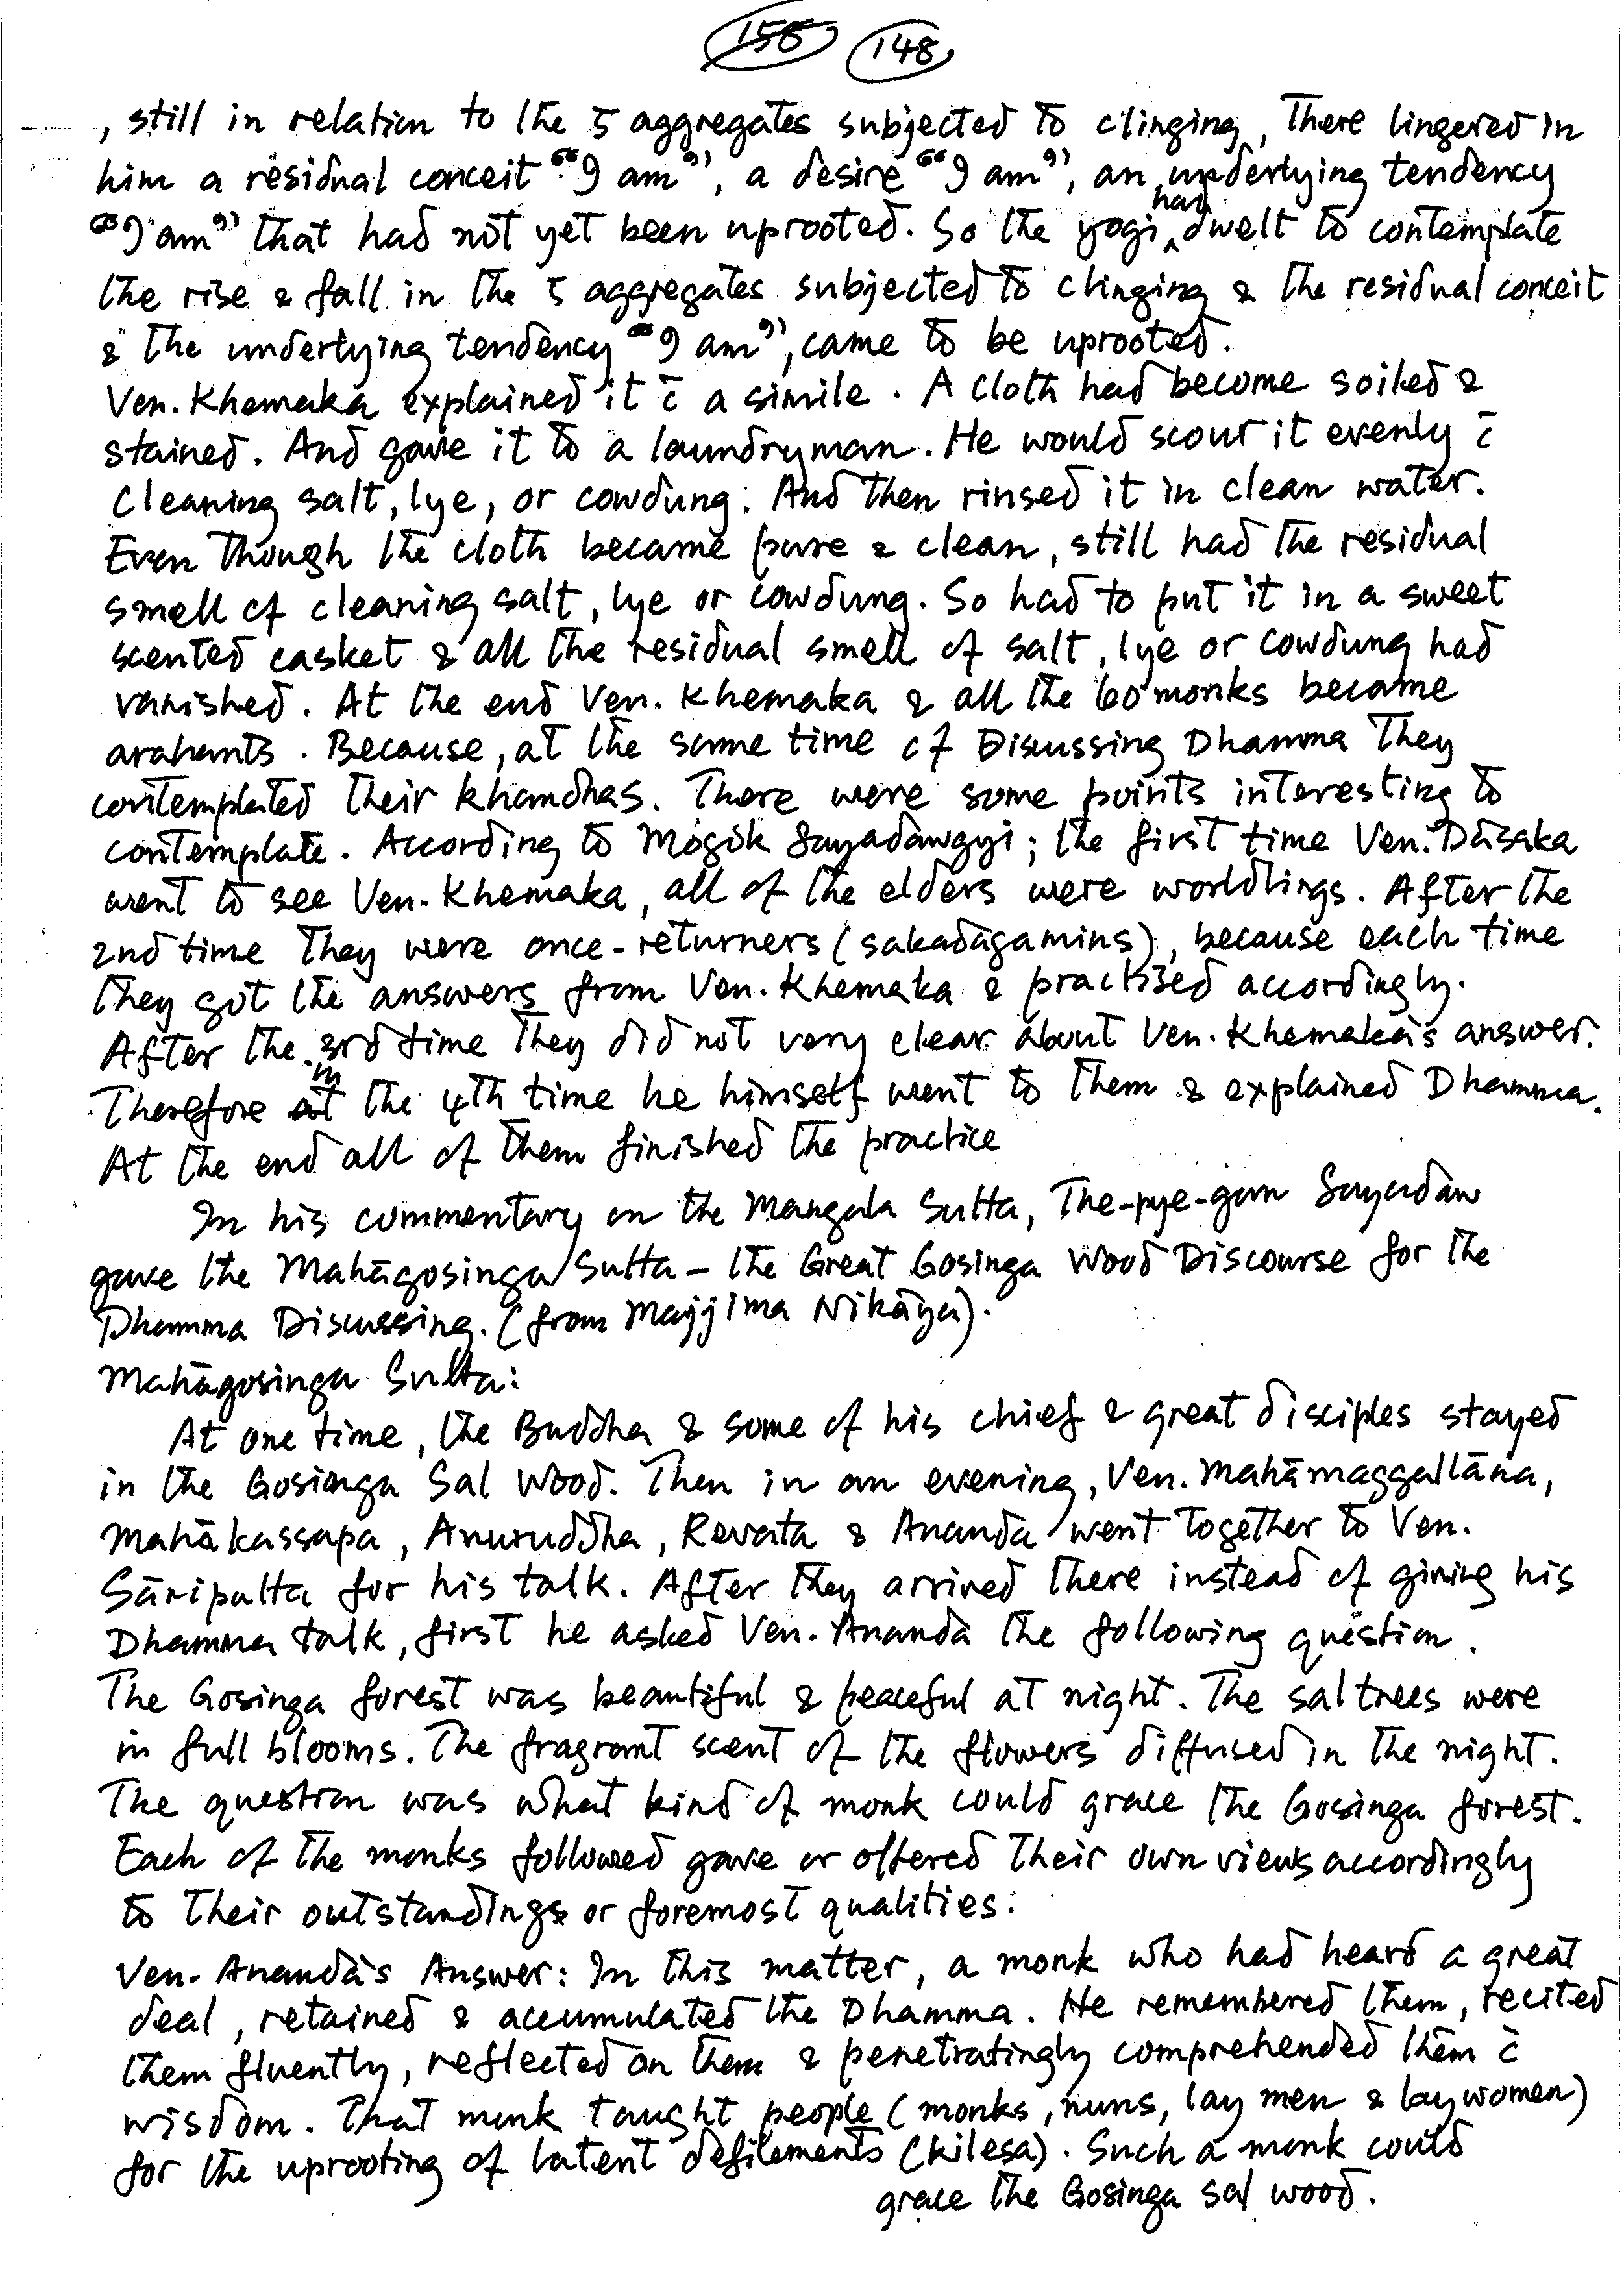 156 148
, still in relation to the 5 aggregates subjected to clinging, There lingered in
him a residual conceit “I am”, a desire “I am”, an underlying tendency
“I am” that had not yet been uprooted. So the yogi had dwelt to contemplate
the rise & fall in the 5 aggregates subjected to clinging & the residual conceit
& the underlying tendency “I am”, came to be uprooted.
Ven. Khemaka explained it c̄ a simile. A cloth had become soiled &
stained. And gave it to a laundryman. He would scour it evenly c̄
cleaning salt, lye, or cowdung. And then rinsed it in clean water.
Even though the cloth became pure & clean, still had the residual
smell of cleaning salt, lye or cowdung. So had to put it in a sweet
scented casket & all the residual smell of salt, lye or cowdung had
vanished. At the end Ven. Khemaka & all the 60 monks became
arahants. Because, at the same time of Discussing Dhamma They
contemplated their khandhas. There were some points interesting to
contemplate. According to Mogok Sayadawgyi; the first time Ven. Dāsaka
went to see Ven. Khemaka, all of the elders were worldlings. After the
2nd time They were once-returners (sakadāgamins), because each time
they got the answers from Ven. Khemaka & practised accordingly.
After the 3rd time They did not very clear about Ven. Khemaka's answer.
Therefore in the 4th time he himself went to them & explained Dhamma.
At the end all of them finished the practice
In his commentary on the Mangala Sutta, The-pye-gan Sayadaw
gave the Mahāgosinga Sutta – the Great Gosinga Wood Discourse for the
Dhamma Discussing. (from Majjima Nikāya).
Mahāgosinga Sutta:
At one time, the Buddha & some of his chief & great disciples stayed
in the Gosinga Sal Wood. Then in an evening, Ven. Mahāmaggallāna,
Mahākassapa, Anuruddha, Revata & Ananda went together to Ven.
Sāriputta for his talk. After they arrived there instead of giving his
Dhamma talk, first he asked Ven. Ananda the following question.
The Gosinga forest was beautiful & peaceful at night. The sal trees were
in full blooms. The fragrant scent of the flowers diffused in the night.
The question was what kind of monk could grace the Gosinga forest.
Each of the monks followed gave or offered their own views accordingly
to their outstandings or foremost qualities:
Ven. Ananda's Answer: In this matter, a monk who had heard a great
deal, retained & accumulated the Dhamma. He remembered them, recited
them fluently, reflected on them & penetratingly comprehended them c̄
wisdom. That monk taught people (monks, nuns, lay men & laywomen)
for the uprooting of latent defilements (kilesa). Such a monk could
grace the Gosinga sal wood.